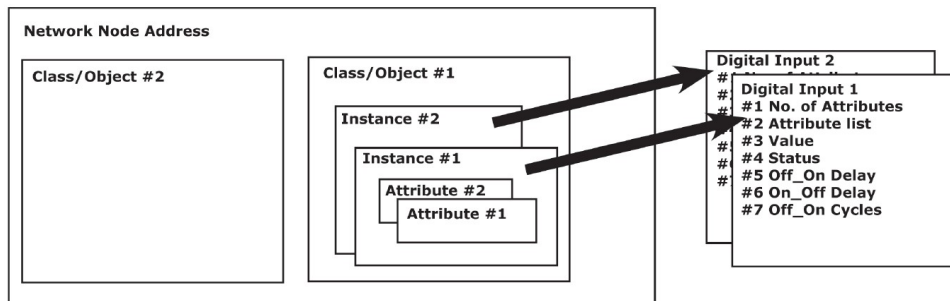 Network Node Address
Class/Object #2
Class/Object #1
Instance #2
Instance #1
Attribute #2
Attribute #1
Digital Input 2
Digital Input 1
#1 No. of Attributes
#2 Attribute list
#3 Value
#4 Status
#5 Off_On Delay
#6 On_Off Delay
#7 Off_On Cycles